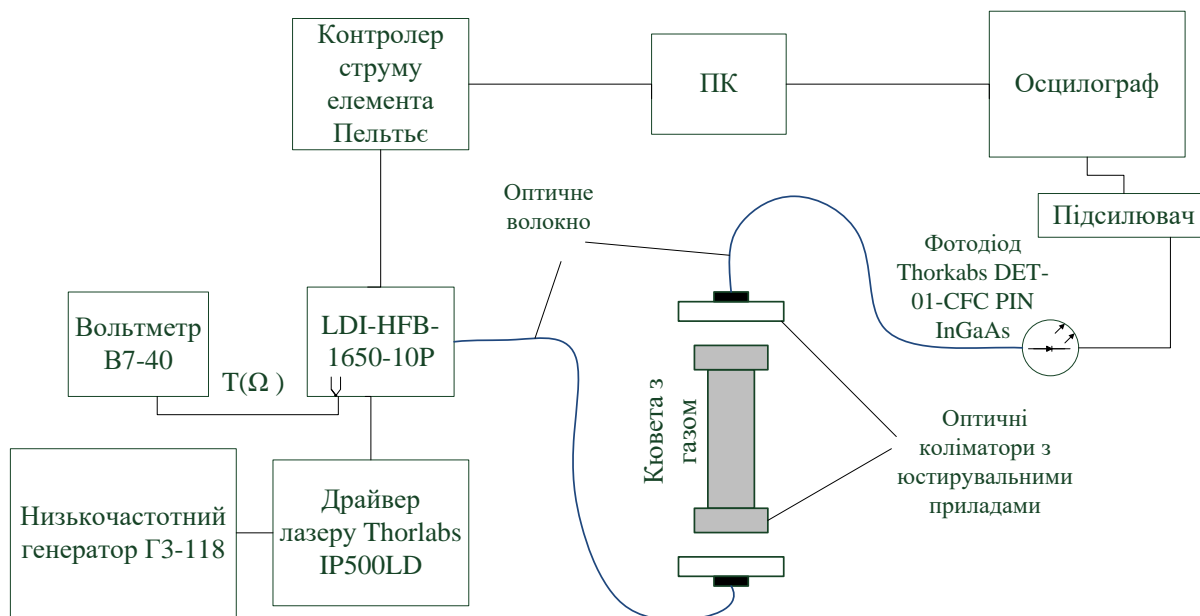 Контролер
струму
елемента
Пельтьє
ПК
Осцилограф
Оптичне
волокно
Підсилювач
Фотодіод
Thorkabs DET-
01-CFC PIN
InGaAs
Вольтметр
В7-40
LDI-HFB-
1650-10P
T(Ω )
Кювета з
газом
Оптичні
коліматори з
юстирувальними
приладами
Низькочастотний
генератор Г3-118
Драйвер
лазеру Thorlabs
IP500LD